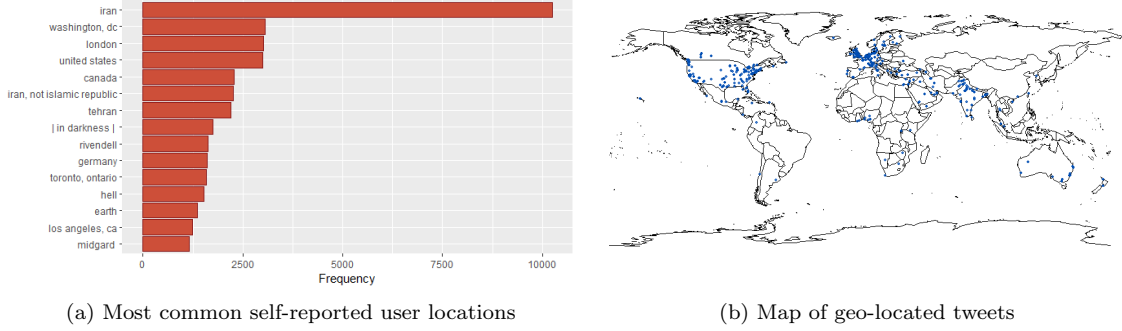 iran
washington, dc
london
united states
canada
iran, not islamic republic
tehran
| in darkness |
rivendell
germany
toronto, ontario
hell
earth
los angeles, ca
midgard
0 2500 5000 7500 10000
Frequency
(a) Most common self-reported user locations
(b) Map of geo-located tweets